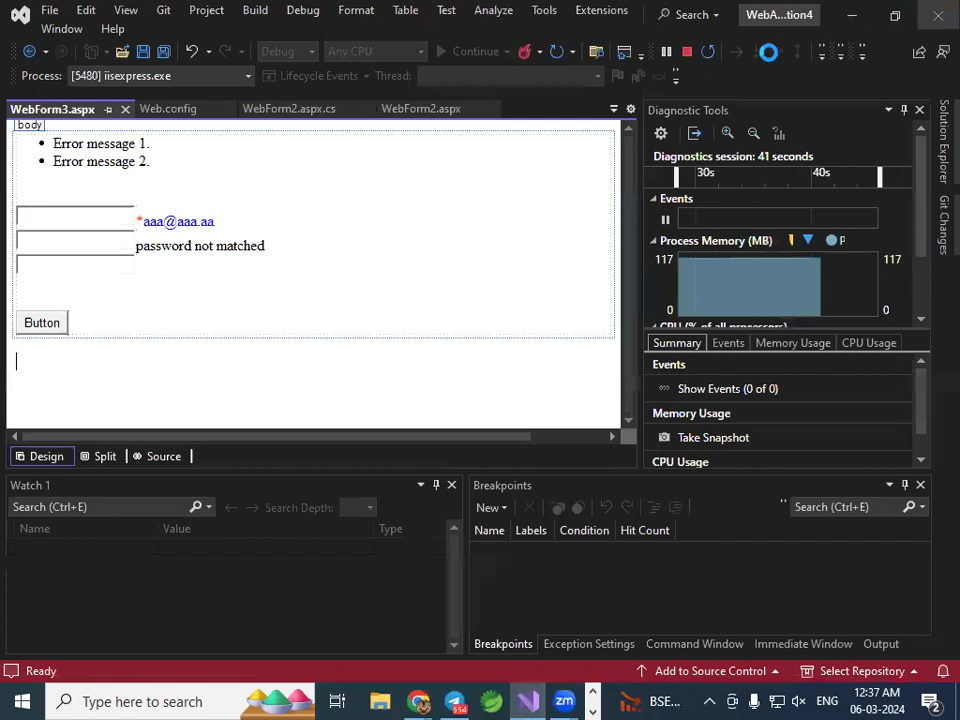 File Edit View Git Project Build Debug Format Table Test Analyze Tools Extensions Search WebA...tion4
Window Help
Debug Any CPU Continue
Process: [5480] iisexpress.exe Lifecycle Events Thread:
WebForm3.aspx Web.config WebForm2.aspx.cs WebForm2.aspx
body
Error message 1.
Error message 2.
*aaa@aaa.aa
password not matched
Button
Design Split Source
Diagnostic Tools
Diagnostics session: 41 seconds
30s 40s
Events
Process Memory (MB) P
117 117
0 0
CPU (% of all processors)
Summary Events Memory Usage CPU Usage
Events
Show Events (0 of 0)
Memory Usage
Take Snapshot
CPU Usage
Solution Explorer
Git Changes
Watch 1
Search (Ctrl+E) Search Depth:
Name Value Type
Breakpoints
New Search (Ctrl+E)
Name Labels Condition Hit Count
Breakpoints Exception Settings Command Window Immediate Window Output
Ready Add to Source Control Select Repository
Type here to search 554 zm BSE... ENG 12:37 AM
06-03-2024 2